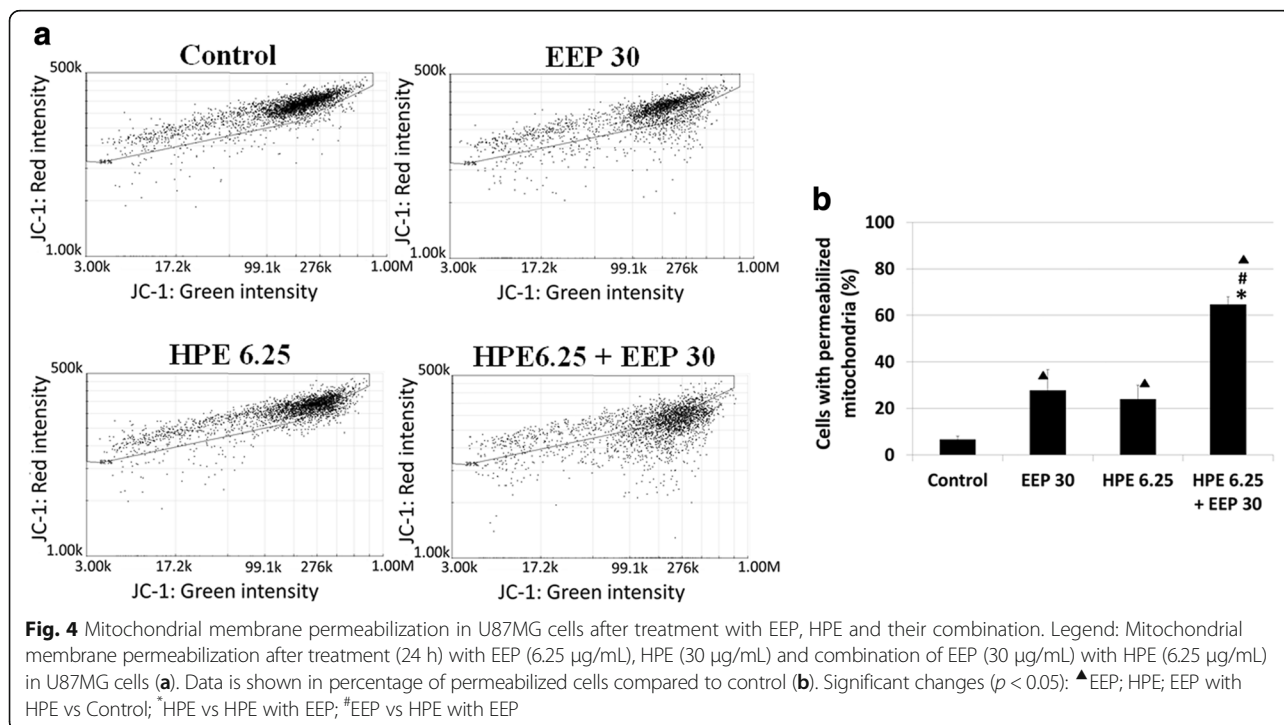 a
Control
500k
JC-1: Red intensity
1.00k
3.00k 17.2k 99.1k 276k 1.00M
JC-1: Green intensity
EEP 30
500k
JC-1: Red intensity
1.00k
3.00k 17.2k 99.1k 276k 1.00M
JC-1: Green intensity
HPE 6.25
500k
JC-1: Red intensity
1.00k
3.00k 17.2k 99.1k 276k 1.00M
JC-1: Green intensity
HPE6.25 + EEP 30
500k
JC-1: Red intensity
1.00k
3.00k 17.2k 99.1k 276k 1.00M
JC-1: Green intensity
b
Cells with permeabilized
mitochondria (%)
100
80
60
40
20
0
▲
▲
▲
#
*
Control EEP 30 HPE 6.25 HPE 6.25
+ EEP 30
Fig. 4 Mitochondrial membrane permeabilization in U87MG cells after treatment with EEP, HPE and their combination. Legend: Mitochondrial
membrane permeabilization after treatment (24 h) with EEP (6.25 μg/mL), HPE (30 μg/mL) and combination of EEP (30 μg/mL) with HPE (6.25 μg/mL)
in U87MG cells (a). Data is shown in percentage of permeabilized cells compared to control (b). Significant changes (p < 0.05): ▲EEP; HPE; EEP with
HPE vs Control; *HPE vs HPE with EEP; #EEP vs HPE with EEP